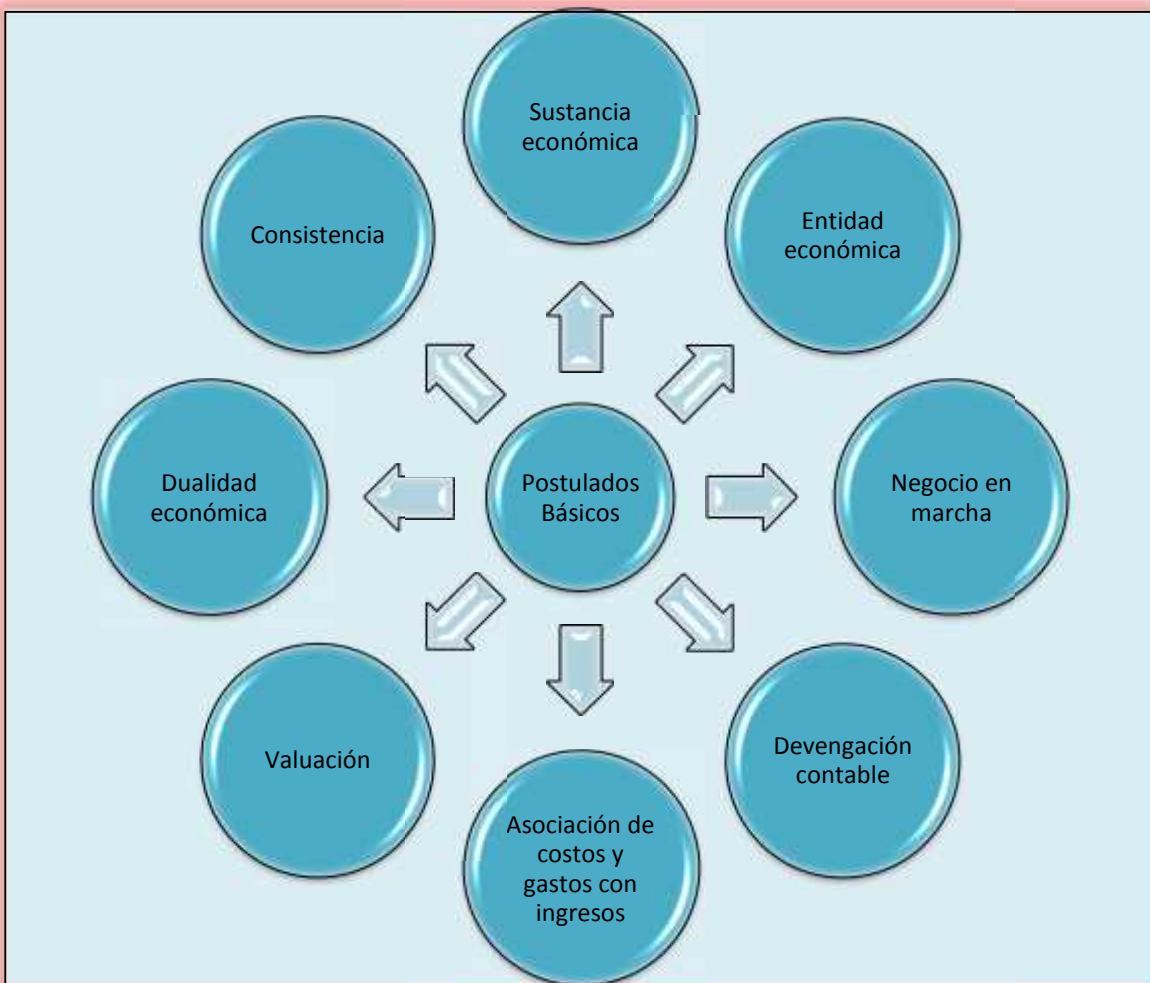 Sustancia
económica
Entidad
económica
Negocio en
marcha
Devengación
contable
Asociación de
costos y
gastos con
ingresos
Valuación
Dualidad
económica
Consistencia
Postulados
Básicos